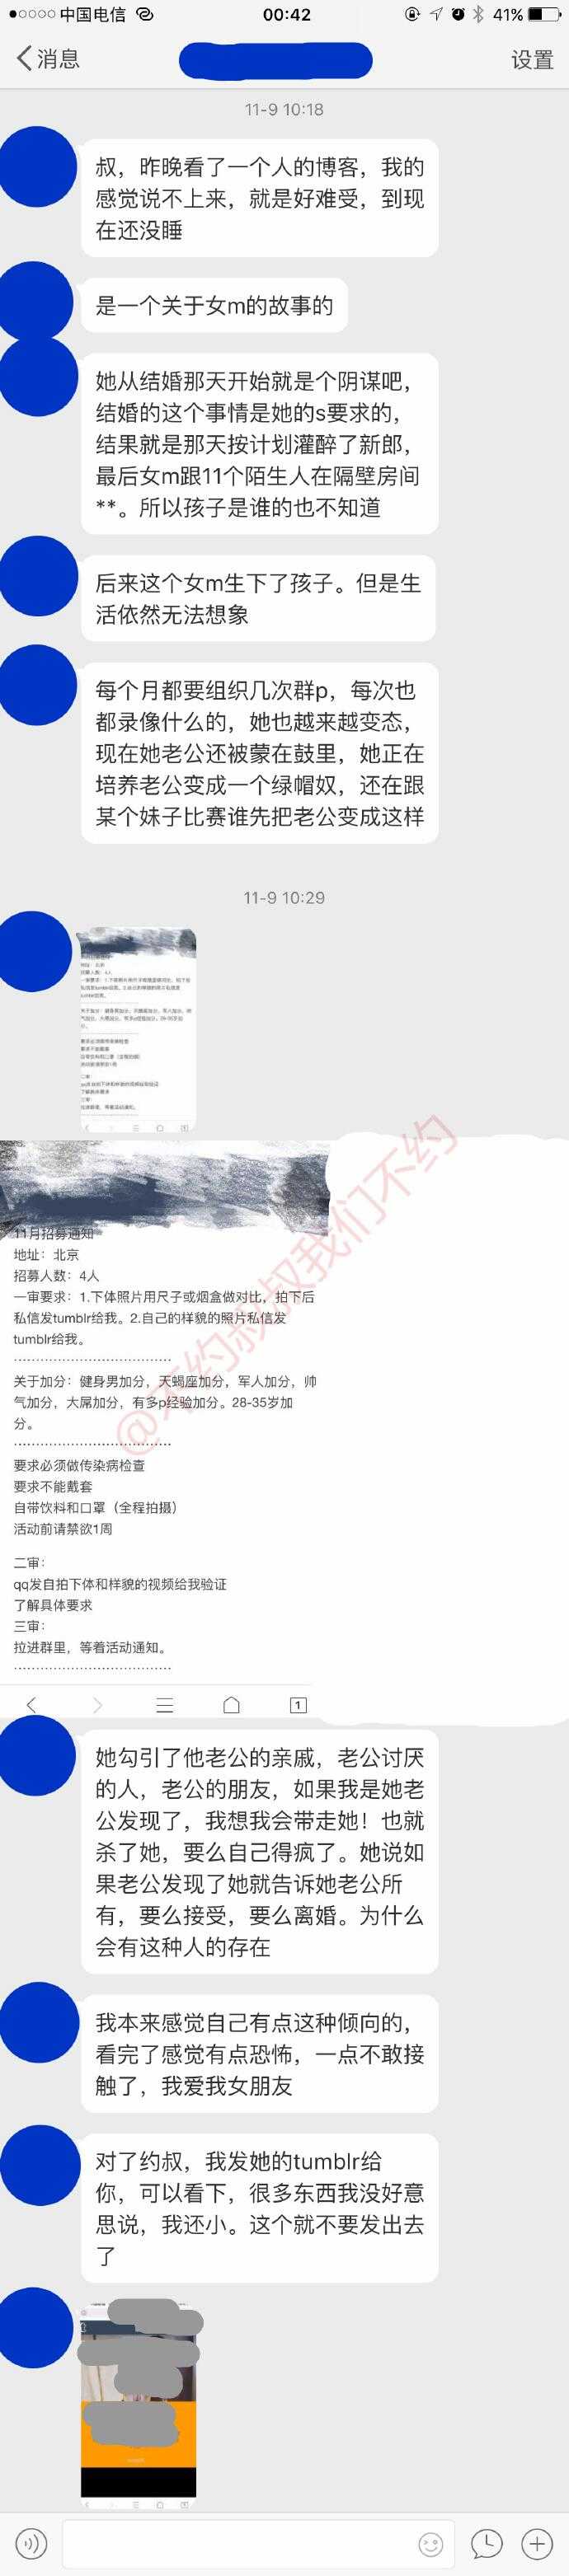 中国电信 00:42 41%
消息 设置
11-9 10:18
叔，昨晚看了一个人的博客，我的
感觉说不上来，就是好难受，到现
在还没睡
是一个关于女m的故事的
她从结婚那天开始就是个阴谋吧，
结婚的这个事情是她的s要求的，
结果就是那天按计划灌醉了新郎，
最后女m跟11个陌生人在隔壁房间
**。所以孩子是谁的也不知道
后来这个女m生下了孩子。但是生
活依然无法想象
每个月都要组织几次群p，每次也
都录像什么的，她也越来越变态，
现在她老公还被蒙在鼓里，她正在
培养老公变成一个绿帽奴，还在跟
某个妹子比赛谁先把老公变成这样
11-9 10:29
11月招募通知
地址：北京
招募人数：4人
一审要求：1.下体照片用尺子或烟盒做对比，拍下后
私信发tumblr给我。2.自己的样貌的照片私信发
tumblr给我。
关于加分：健身男加分，天蝎座加分，军人加分，帅
气加分，大屌加分，有多p经验加分。28-35岁加
分。
要求必须做传染病检查
要求不能戴套
自带饮料和口罩（全程拍摄）
活动前请禁欲1周
二审：
qq发自拍下体和样貌的视频给我验证
了解具体要求
三审：
拉进群里，等着活动通知。
@不约叔叔我们不约
1
她勾引了他老公的亲戚，老公讨厌
的人，老公的朋友，如果我是她老
公发现了，我想我会带走她！也就
杀了她，要么自己得疯了。她说如
果老公发现了她就告诉她老公所
有，要么接受，要么离婚。为什么
会有这种人的存在
我本来感觉自己有点这种倾向的，
看完了感觉有点恐怖，一点不敢接
触了，我爱我女朋友
对了约叔，我发她的tumblr给
你，可以看下，很多东西我没好意
思说，我还小。这个就不要发出去
了